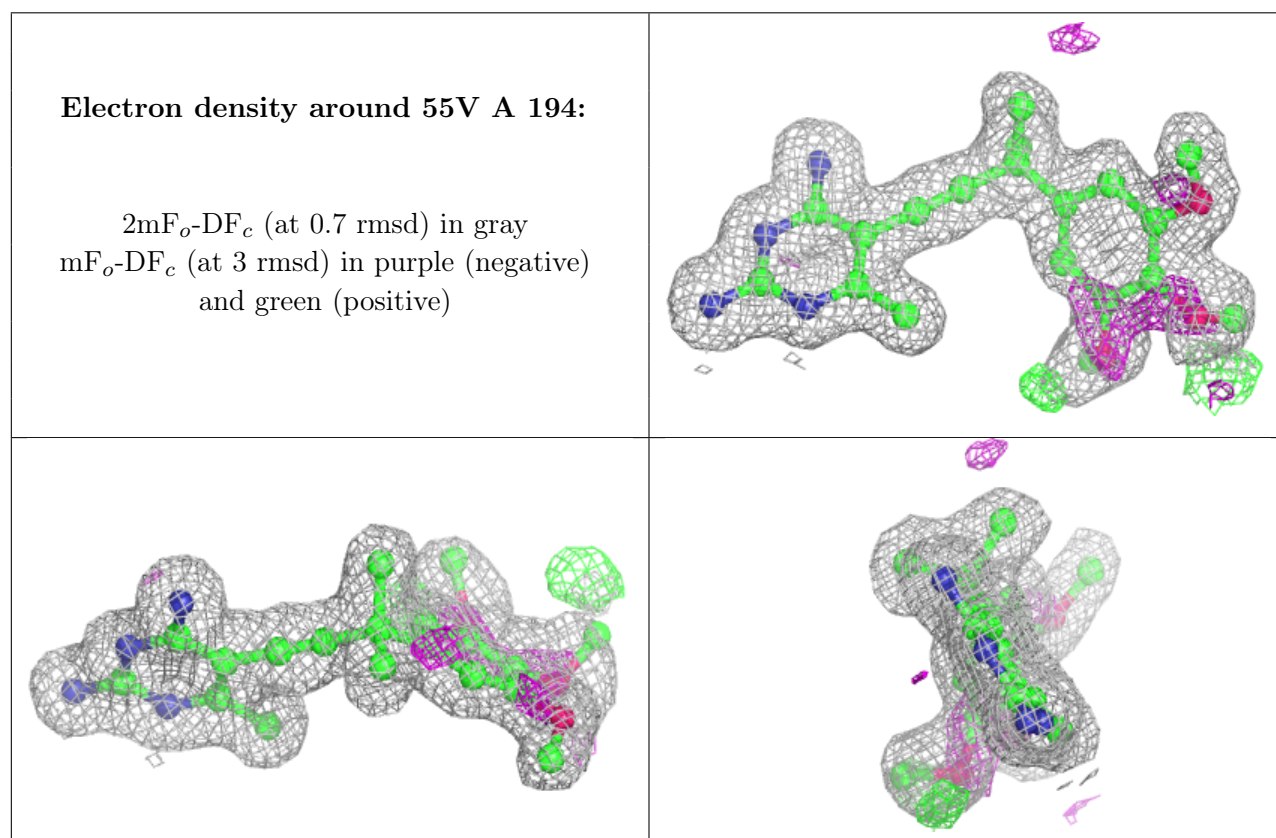 Electron density around 55V A 194:
2mFo-DFc (at 0.7 rmsd) in gray
mFo-DFc (at 3 rmsd) in purple (negative)
and green (positive)